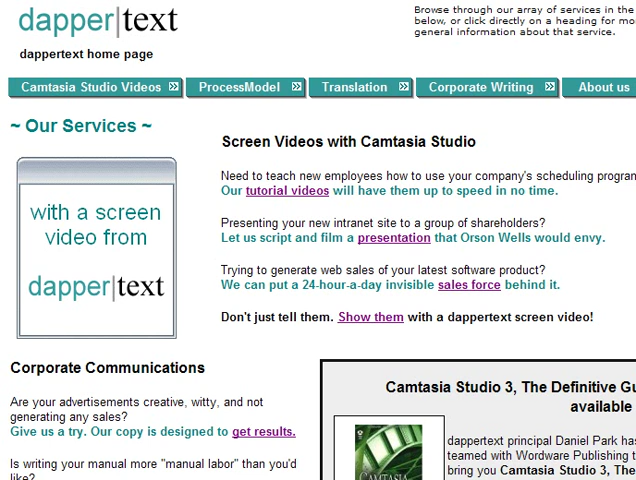 dapper|text
Browse through our array of services in the
below, or click directly on a heading for
general information about that service.
dappertext home page
Camtasia Studio Videos
ProcessModel
Translation
Corporate Writing
About us
~ Our Services ~
with a screen
video from
dapper|text
Screen Videos with Camtasia Studio
Need to teach new employees how to use your company's scheduling
Our tutorial videos will have them up to speed in no time.
Presenting your new intranet site to a group of shareholders?
Let us script and film a presentation that Orson Wells would envy.
Trying to generate web sales of your latest software product?
We can put a 24-hour-a-day invisible sales force behind it.
Don't just tell them. Show them with a dappertext screen video!
Corporate Communications
Are your advertisements creative, witty, and not
generating any sales?
Give us a try. Our copy is designed to get results.
Is writing your manual more "manual labor" than you'd
like?
Camtasia Studio 3, The Definitive
available
dappertext principal Daniel Park
teamed with Wordware Publishing
bring you Camtasia Studio 3, The
CAMTASIA